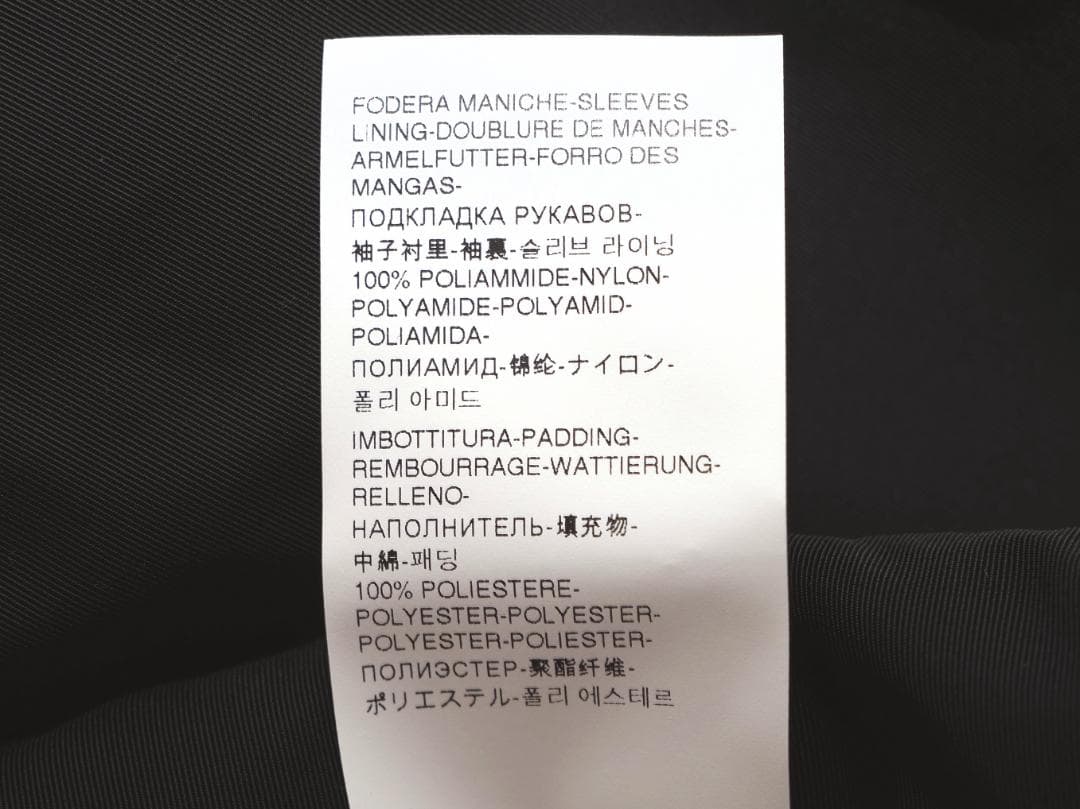 FODERA MANICHE-SLEEVES
LINING-DOUBLURE DE MANCHES-
ARMELFUTTER-FORRO DES
MANGAS-
ПОДКЛАДКА РУКАВОВ-
袖子衬里-袖裏-슬리브 라이닝
100% POLIAMMIDE-NYLON-
POLYAMIDE-POLYAMID-
POLIAMIDA-
ПОЛИАМИД-锦纶-ナイロン-
폴리 아미드
IMBOTTITURA-PADDING-
REMBOURRAGE-WATTIERUNG-
RELLENO-
НАПОЛНИТЕЛЬ-填充物-
中綿-패딩
100% POLIESTERE-
POLYESTER-POLYESTER-
POLYESTER-POLIESTER-
ПОЛИЭСТЕР-聚酯纤维-
ポリエステル-폴리 에스테르